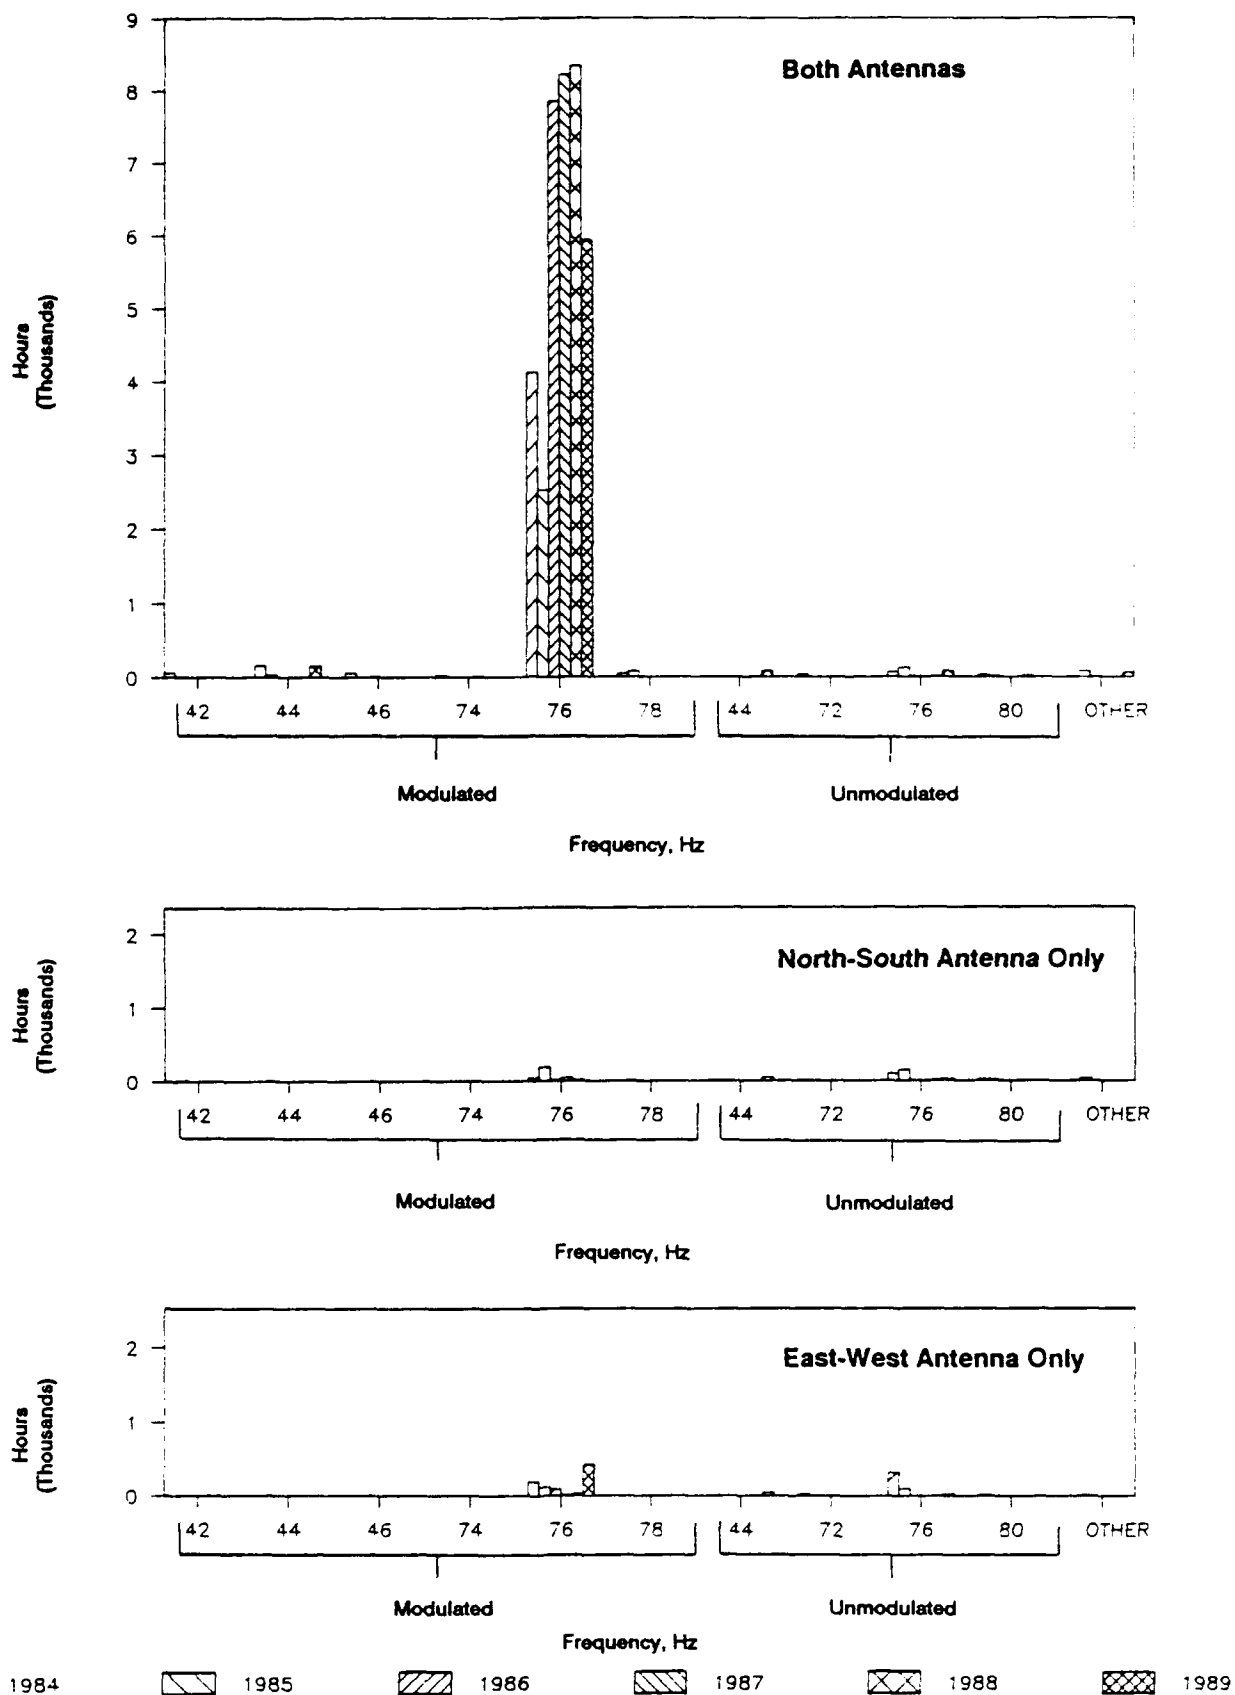 Both Antennas
9
8
7
6
5
4
3
2
1
0
Hours
(Thousands)
42 44 46 74 76 78 44 72 76 80 OTHER
Modulated Unmodulated
Frequency, Hz
North-South Antenna Only
2
1
0
Hours
(Thousands)
42 44 46 74 76 78 44 72 76 80 OTHER
Modulated Unmodulated
Frequency, Hz
East-West Antenna Only
2
1
0
Hours
(Thousands)
42 44 46 74 76 78 44 72 76 80 OTHER
Modulated Unmodulated
Frequency, Hz
1984 1985 1986 1987 1988 1989